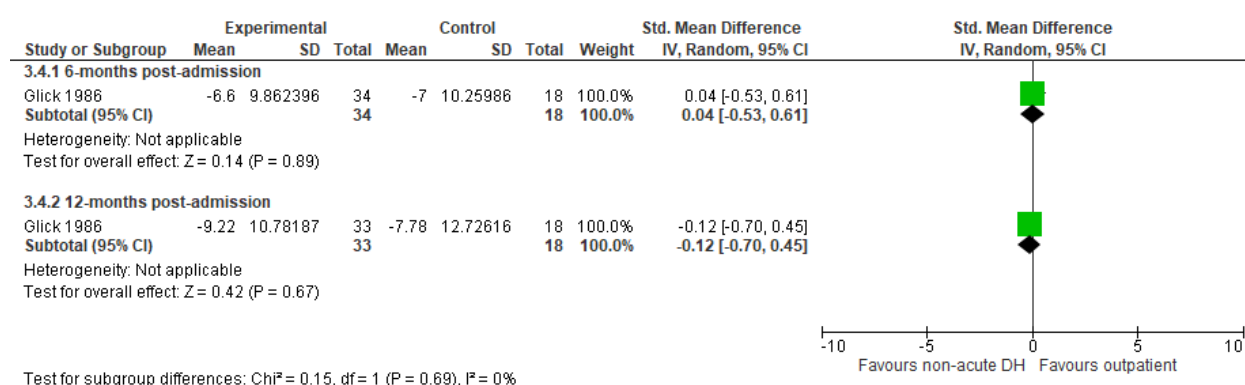 Experimental Control Std. Mean Difference Std. Mean Difference
Study or Subgroup Mean SD Total Mean SD Total Weight IV, Random, 95% CI IV, Random, 95% CI
3.4.1 6-months post-admission
Glick 1986 -6.6 9.862396 34 -7 10.25986 18 100.0% 0.04 [-0.53, 0.61]
Subtotal (95% CI) 34 18 100.0% 0.04 [-0.53, 0.61]
Heterogeneity: Not applicable
Test for overall effect: Z = 0.14 (P = 0.89)
3.4.2 12-months post-admission
Glick 1986 -9.22 10.78187 33 -7.78 12.72616 18 100.0% -0.12 [-0.70, 0.45]
Subtotal (95% CI) 33 18 100.0% -0.12 [-0.70, 0.45]
Heterogeneity: Not applicable
Test for overall effect: Z = 0.42 (P = 0.67)
-10 -5 0 5 10
Favours non-acute DH Favours outpatient
Test for subgroup differences: Chi² = 0.15, df = 1 (P = 0.69), I² = 0%